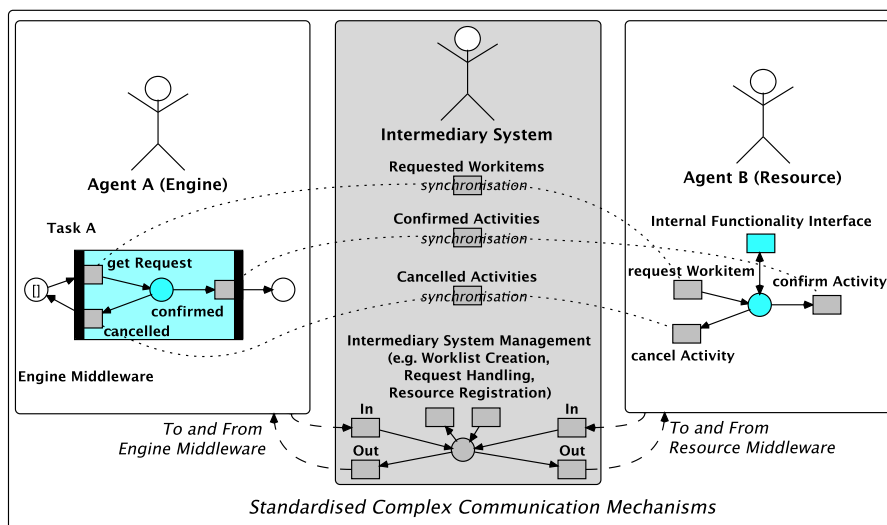 Agent A (Engine)
Task A
get Request
[]
confirmed
cancelled
Engine Middleware
To and From
Engine Middleware
Intermediary System
Requested Workitems
synchronisation
Confirmed Activities
synchronisation
Cancelled Activities
synchronisation
Intermediary System Management
(e.g. Worklist Creation,
Request Handling,
Resource Registration)
In
In
Out
Out
Agent B (Resource)
Internal Functionality Interface
request Workitem
confirm Activity
cancel Activity
To and From
Resource Middleware
Standardised Complex Communication Mechanisms